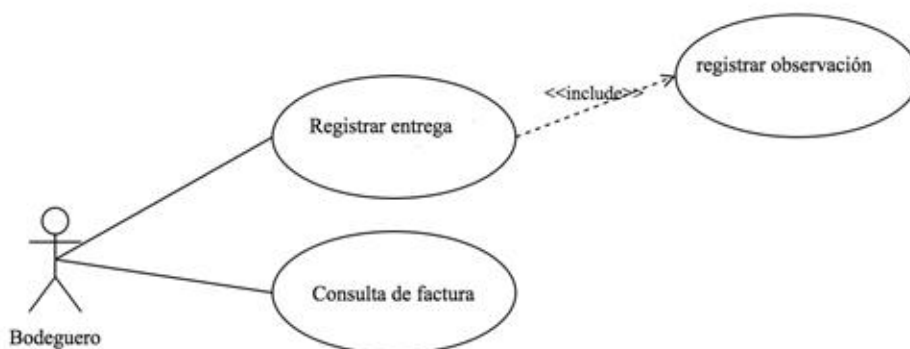 registrar observación
<<include>>
Registrar entrega
Consulta de factura
Bodeguero